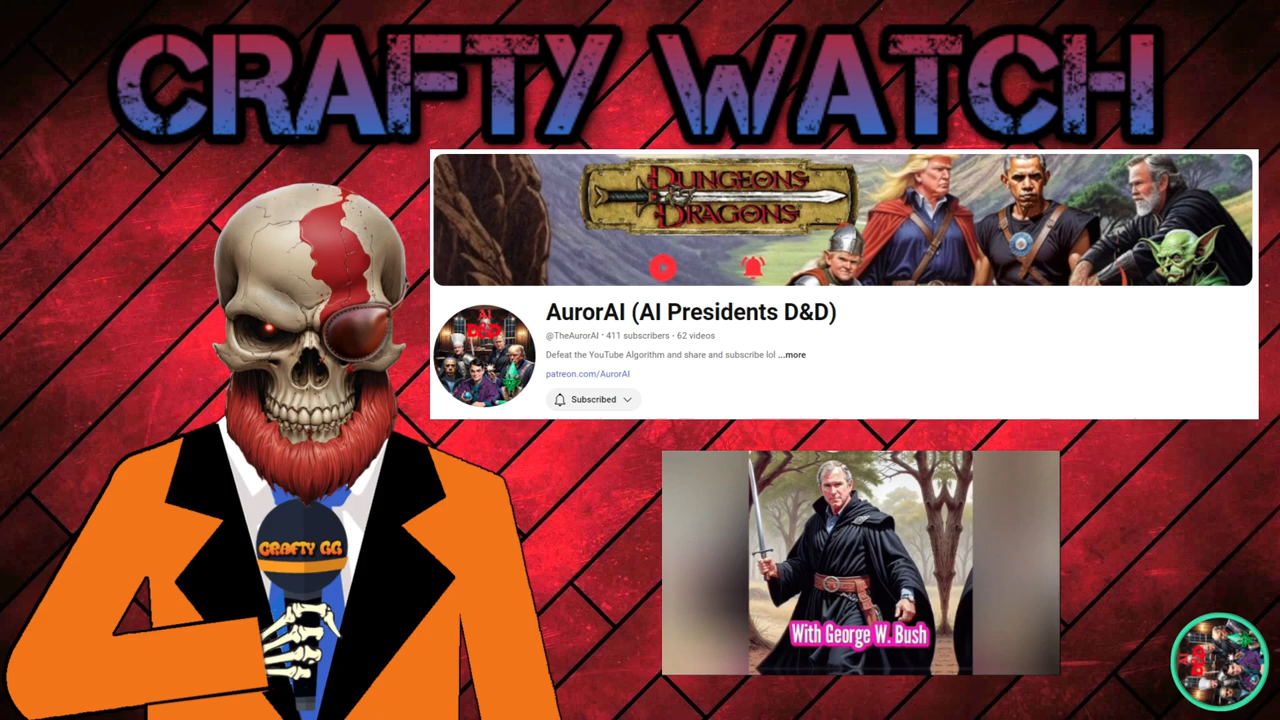 CRAFTY WATCH
DUNGEONS
DRAGONS
AI
D&D
AurorAI (AI Presidents D&D)
@TheAurorAI · 411 subscribers · 62 videos
Defeat the YouTube Algorithm and share and subscribe lol ...more
patreon.com/AurorAI
Subscribed
CRAFTY GG
With George W. Bush